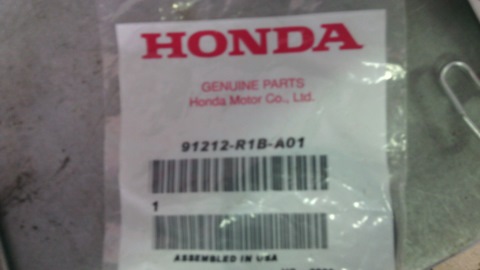 HONDA
GENUINE PARTS
Honda Motor Co., Ltd.
91212-R1B-A01
1
ASSEMBLED IN USA